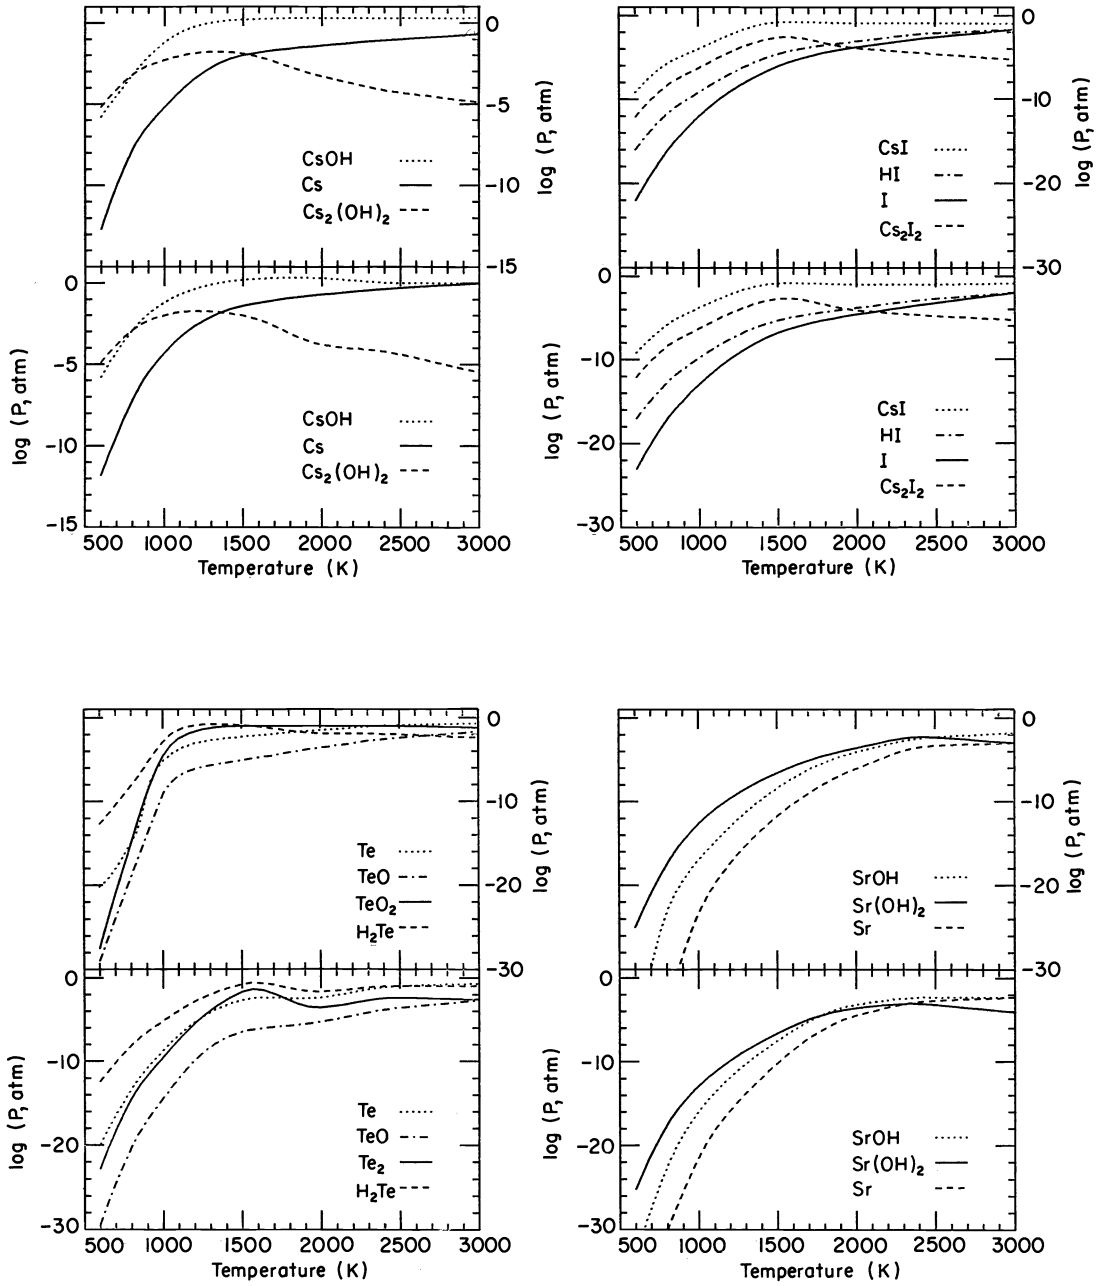 0
−5
−10
−15
log (P, atm)
CsOH
Cs
Cs₂(OH)₂
0
−5
−10
−15
log (P, atm)
CsOH
Cs
Cs₂(OH)₂
500 1000 1500 2000 2500 3000
Temperature (K)
0
−10
−20
−30
log (P, atm)
CsI
HI
I
Cs₂I₂
0
−10
−20
−30
log (P, atm)
CsI
HI
I
Cs₂I₂
500 1000 1500 2000 2500 3000
Temperature (K)
0
−10
−20
−30
log (P, atm)
Te
TeO
TeO₂
H₂Te
0
−10
−20
−30
log (P, atm)
Te
TeO
Te₂
H₂Te
500 1000 1500 2000 2500 3000
Temperature (K)
0
−10
−20
−30
log (P, atm)
SrOH
Sr(OH)₂
Sr
0
−10
−20
−30
log (P, atm)
SrOH
Sr(OH)₂
Sr
500 1000 1500 2000 2500 3000
Temperature (K)